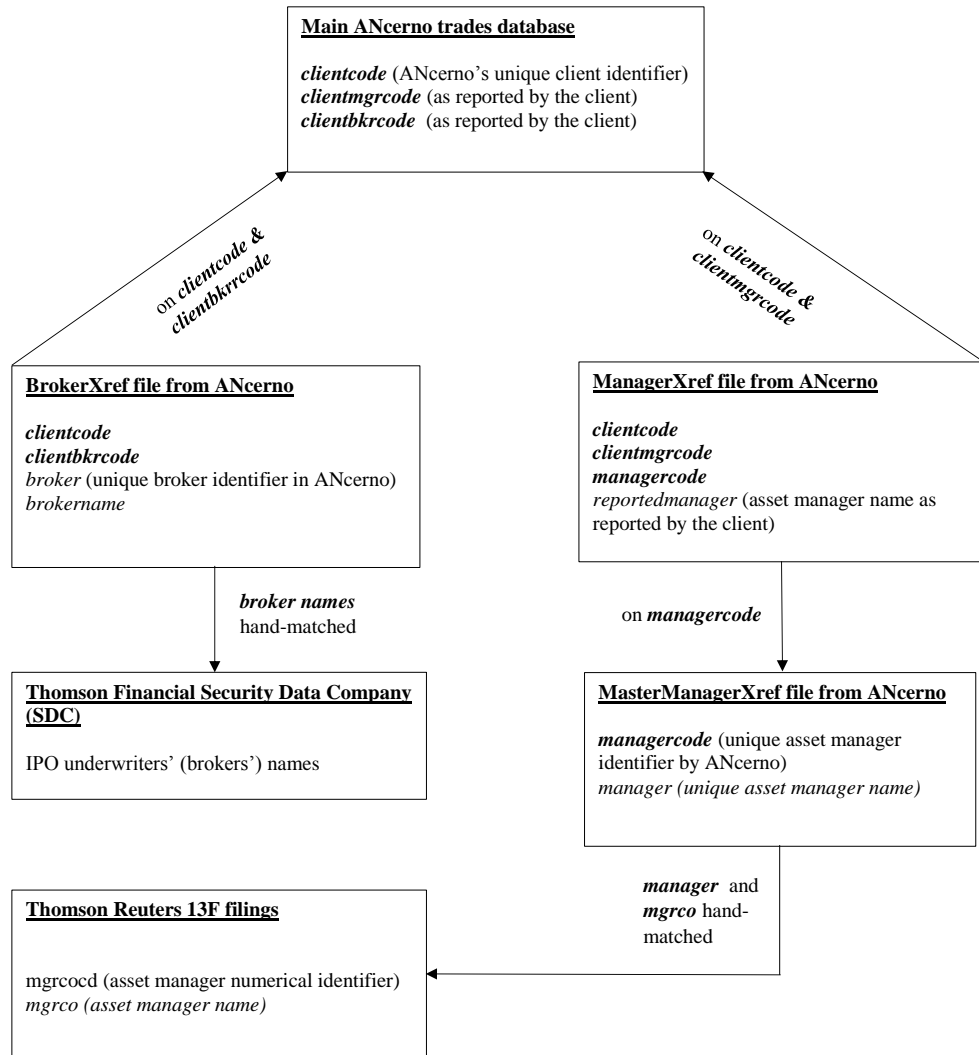 Main ANcerno trades database
clientcode (ANcerno's unique client identifier)
clientmgrcode (as reported by the client)
clientbkrcode (as reported by the client)
on clientcode &
clientbkrrcode
on clientcode &
clientmgrcode
BrokerXref file from ANcerno
clientcode
clientbkrcode
broker (unique broker identifier in ANcerno)
brokername
ManagerXref file from ANcerno
clientcode
clientmgrcode
managercode
reportedmanager (asset manager name as
reported by the client)
broker names
hand-matched
on managercode
Thomson Financial Security Data Company
(SDC)
IPO underwriters' (brokers') names
MasterManagerXref file from ANcerno
managercode (unique asset manager
identifier by ANcerno)
manager (unique asset manager name)
manager and
mgrco hand-
matched
Thomson Reuters 13F filings
mgrcocd (asset manager numerical identifier)
mgrco (asset manager name)